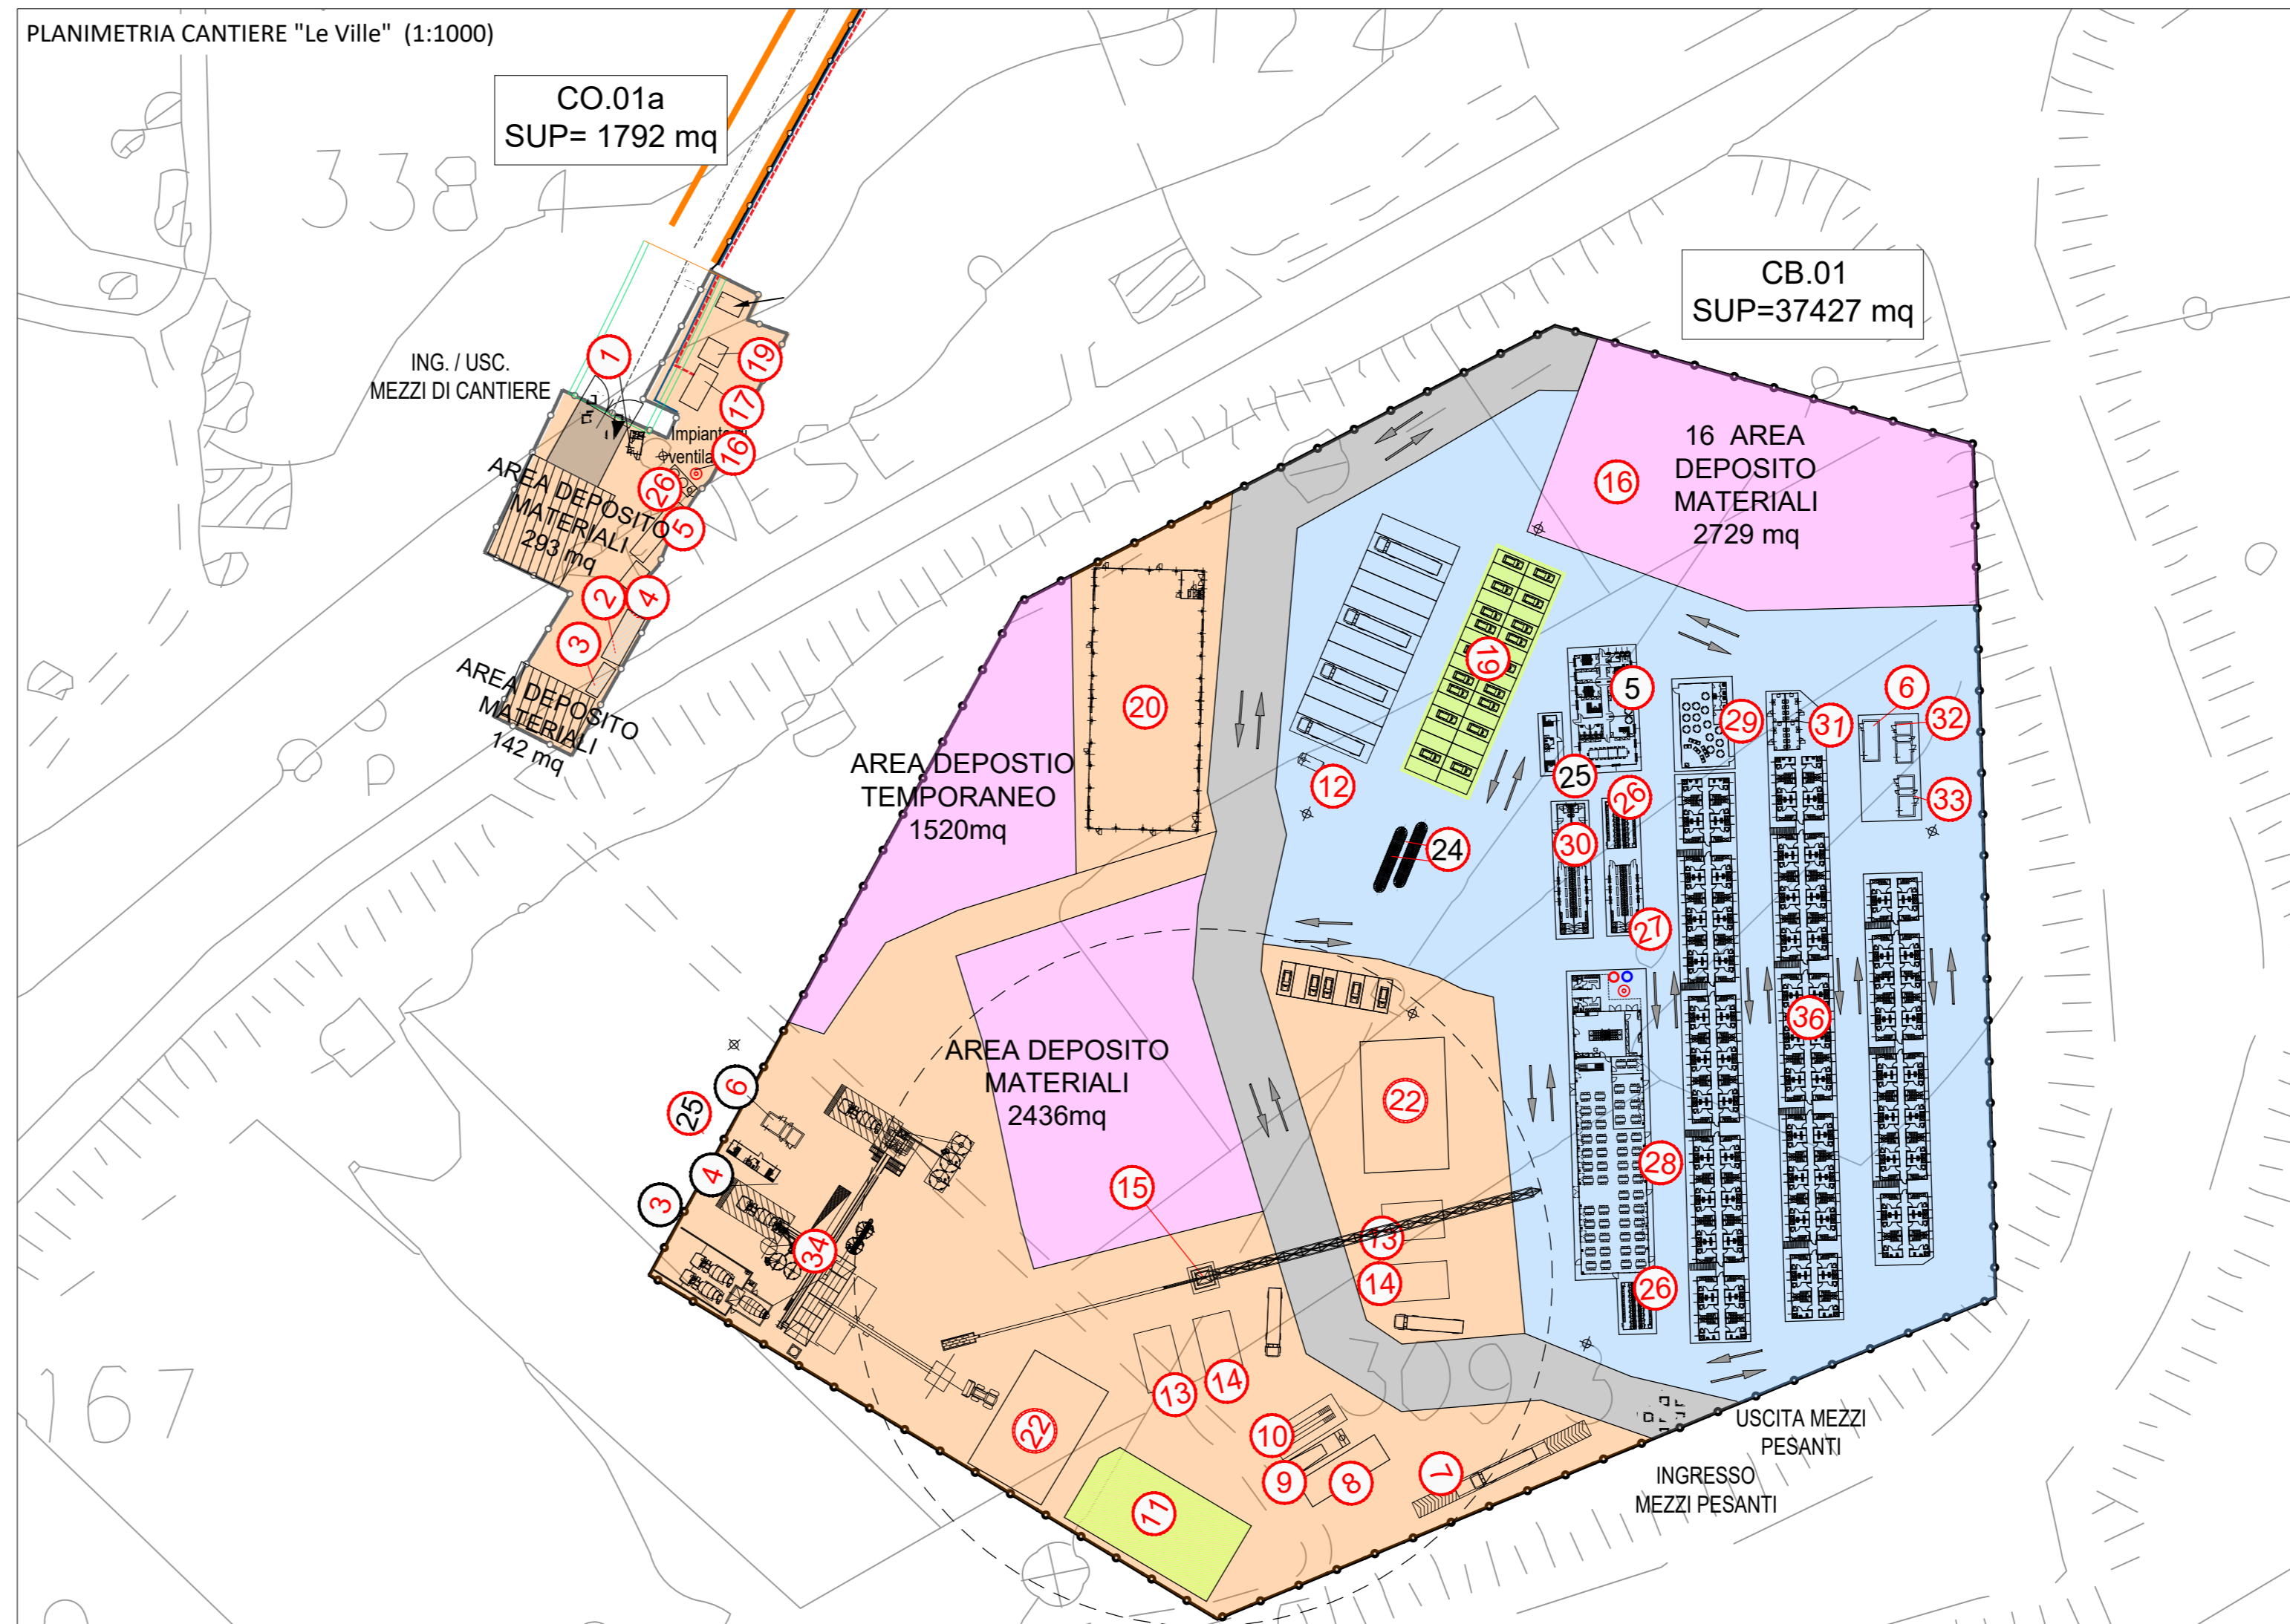 PLANIMETRIA CANTIERE "Le Ville" (1:1000)
CO.01a
SUP= 1792 mq
338 4
3124
CB.01
SUP=37427 mq
ING. / USC.
MEZZI DI CANTIERE
1
19
17
16
Impianto
ventila
26
5
AREA DEPOSITO
MATERIALI
293 mq
2
4
3
AREA DEPOSITO
MATERIALI
142 mq
16 AREA
DEPOSITO
MATERIALI
2729 mq
16
19
20
12
24
5
25
29
31
6
32
33
26
30
27
36
28
26
AREA DEPOSTIO
TEMPORANEO
1520mq
AREA DEPOSITO
MATERIALI
2436mq
22
15
13
14
6
25
4
3
34
13
14
22
10
9
8
7
11
3093
167
USCITA MEZZI
PESANTI
INGRESSO
MEZZI PESANTI